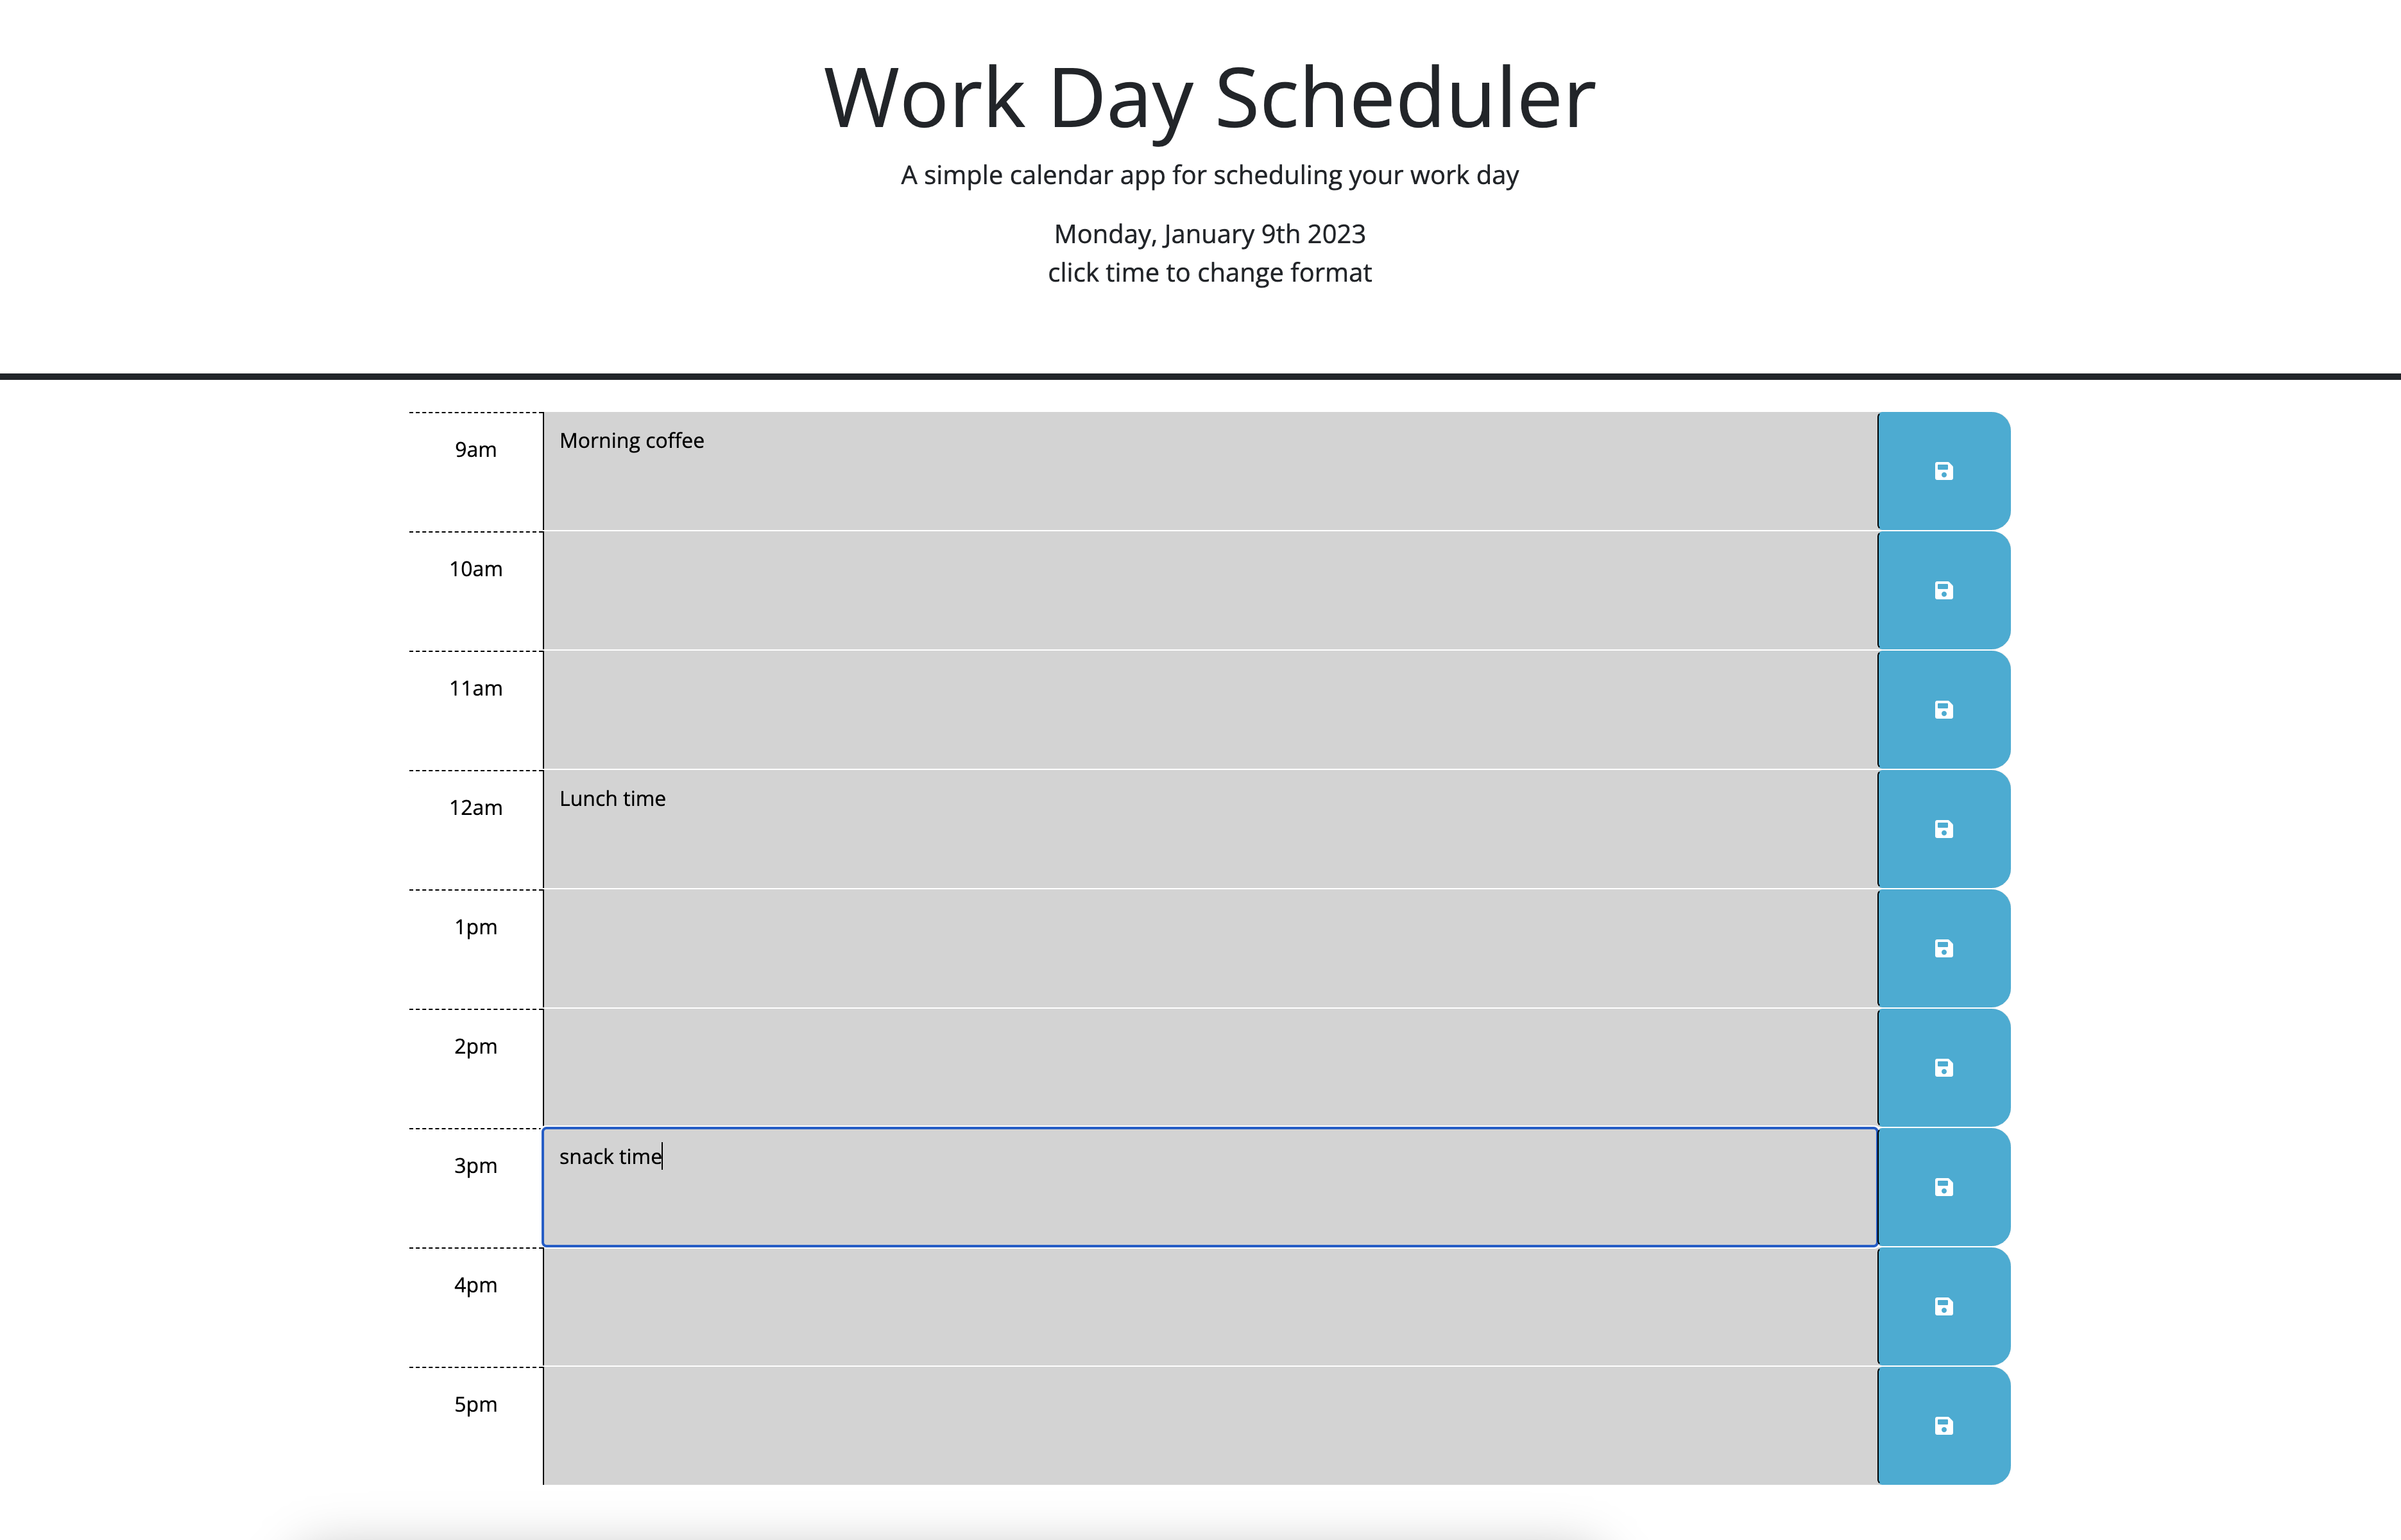 Work Day Scheduler
A simple calendar app for scheduling your work day
Monday, January 9th 2023
click time to change format
9am
Morning coffee
10am
11am
12am
Lunch time
1pm
2pm
3pm
snack time
4pm
5pm